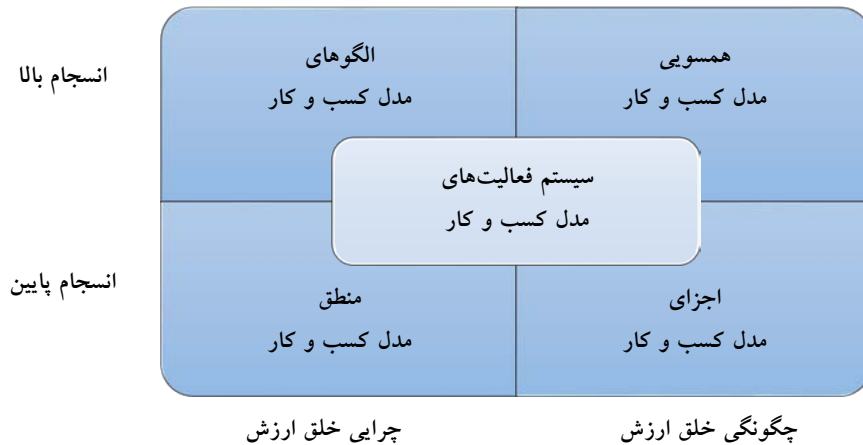 همسویی
مدل کسب و کار
الگوهای
مدل کسب و کار
انسجام بالا
سیستم فعالیت‌های
مدل کسب و کار
اجزای
مدل کسب و کار
منطق
مدل کسب و کار
انسجام پایین
چگونگی خلق ارزش
چرایی خلق ارزش